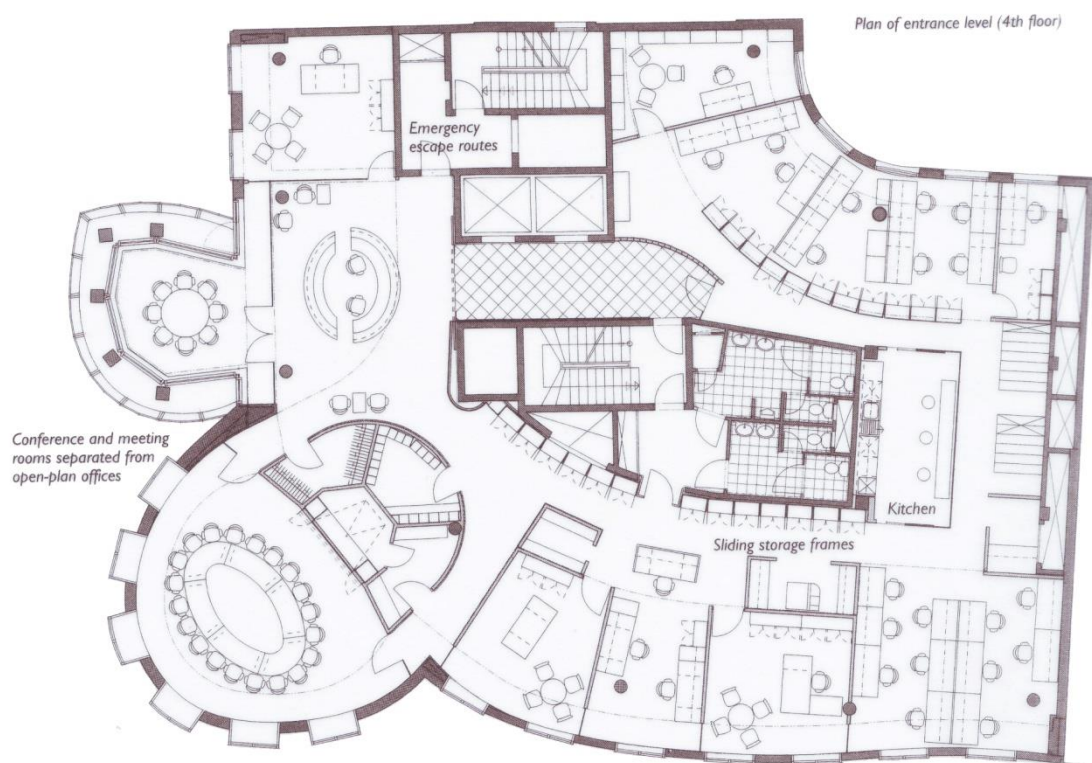 Plan of entrance level (4th floor)
Emergency
escape routes
Conference and meeting
rooms separated from
open-plan offices
Kitchen
Sliding storage frames